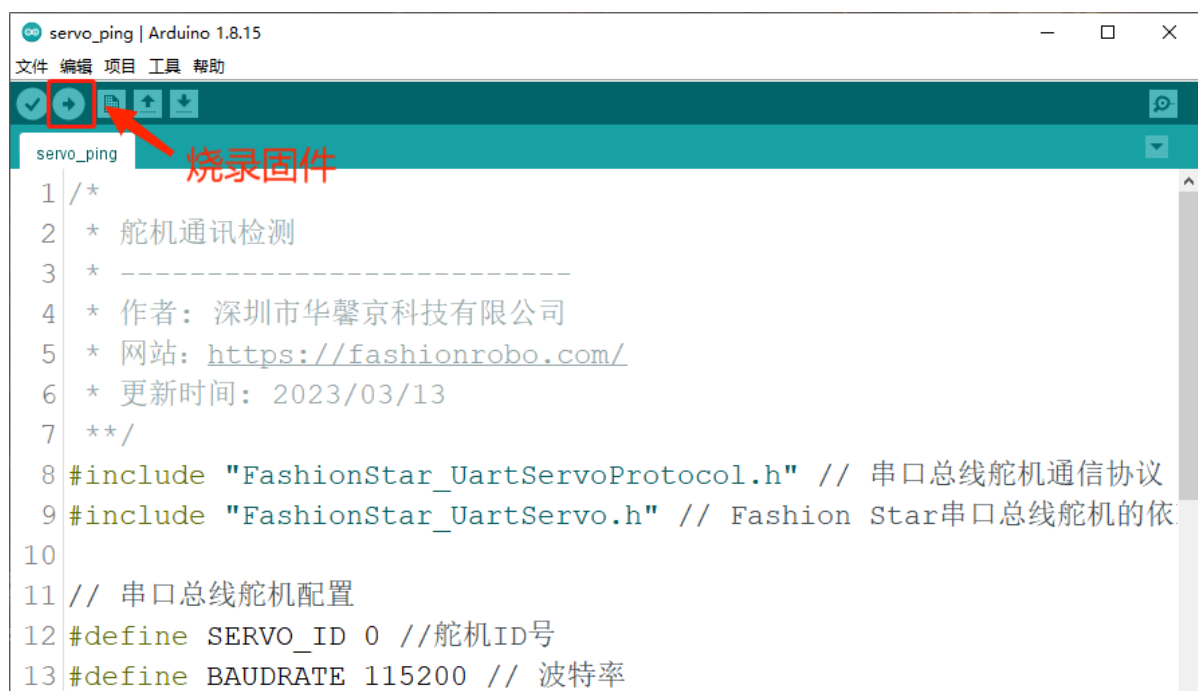 servo_ping | Arduino 1.8.15
文件 编辑 项目 工具 帮助
servo_ping
烧录固件
1 /*
2 * 舵机通讯检测
3 * --------------------------
4 * 作者: 深圳市华馨京科技有限公司
5 * 网站: https://fashionrobo.com/
6 * 更新时间: 2023/03/13
7 **/
8 #include "FashionStar_UartServoProtocol.h" // 串口总线舵机通信协议
9 #include "FashionStar_UartServo.h" // Fashion Star串口总线舵机的依
10
11 // 串口总线舵机配置
12 #define SERVO_ID 0 //舵机ID号
13 #define BAUDRATE 115200 // 波特率